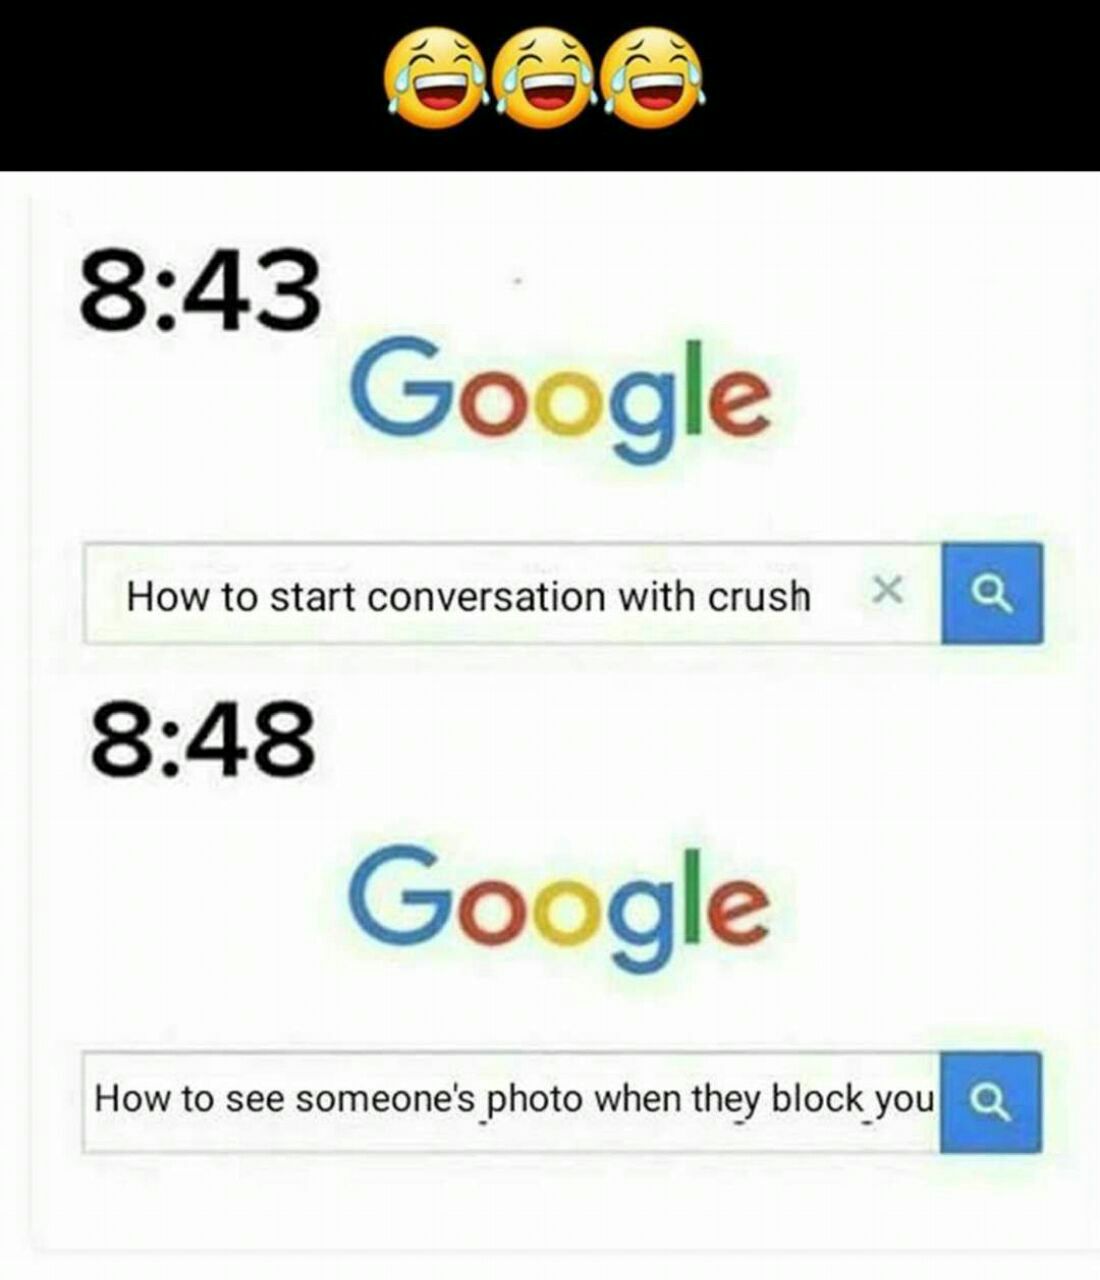 😂😂😂
8:43
Google
How to start conversation with crush
8:48
Google
How to see someone's photo when they block you